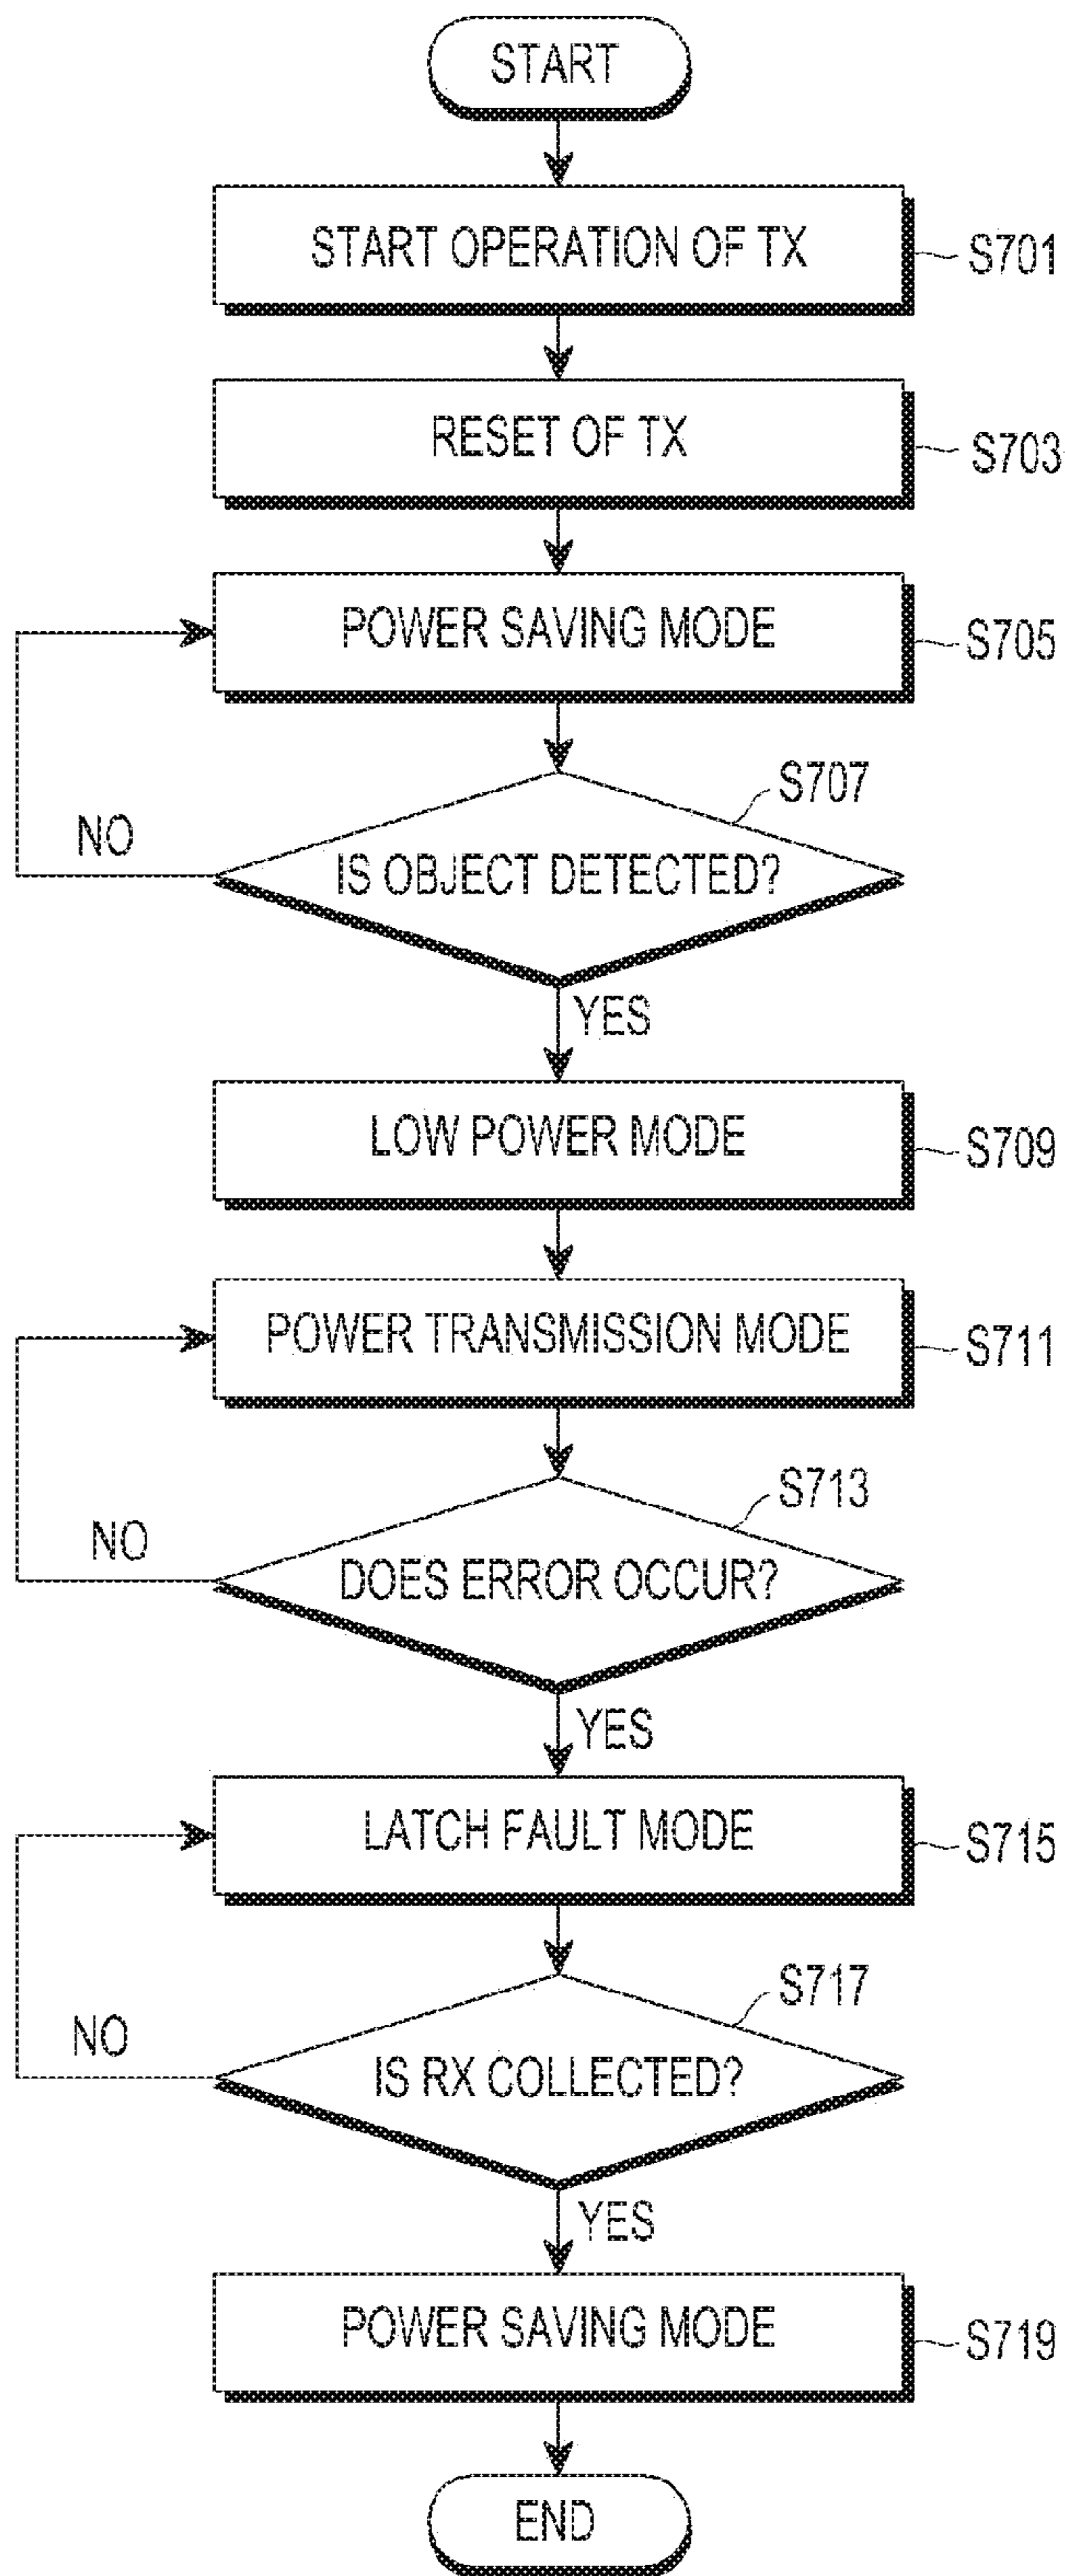 START
START OPERATION OF TX
S701
RESET OF TX
S703
POWER SAVING MODE
S705
S707
NO
IS OBJECT DETECTED?
YES
LOW POWER MODE
S709
POWER TRANSMISSION MODE
S711
S713
NO
DOES ERROR OCCUR?
YES
LATCH FAULT MODE
S715
S717
NO
IS RX COLLECTED?
YES
POWER SAVING MODE
S719
END